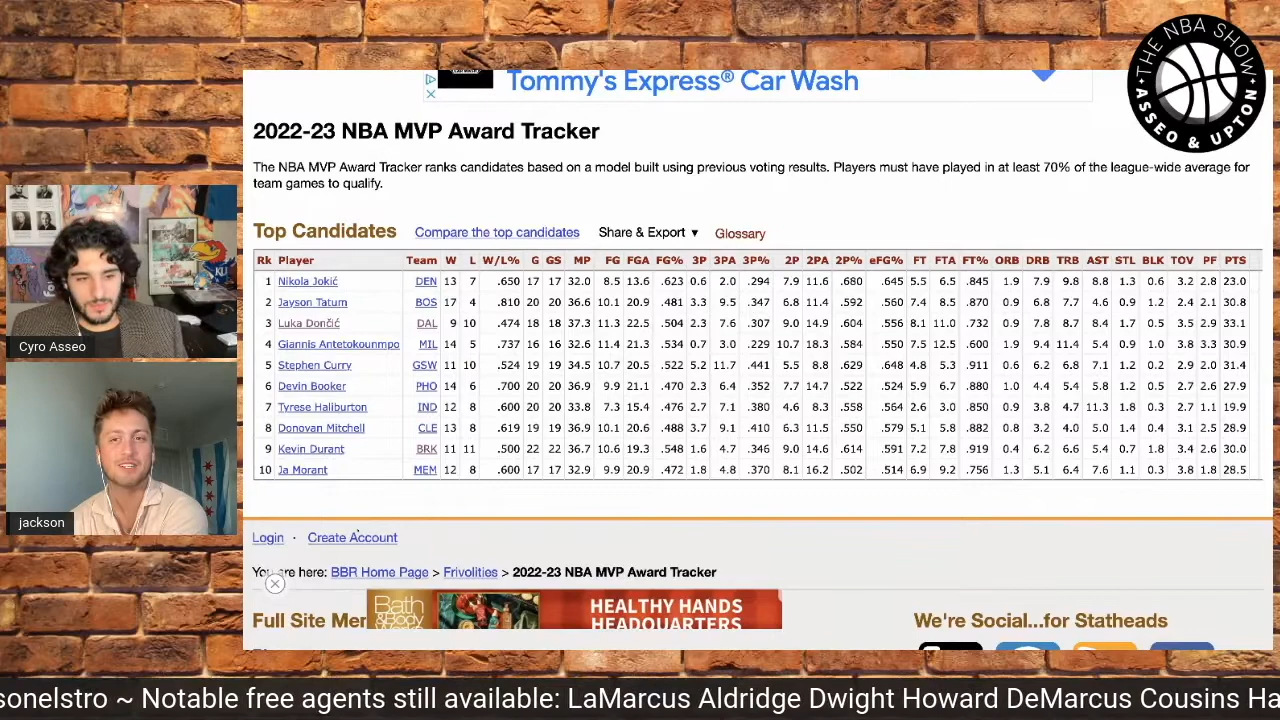 Tommy's Express® Car Wash
THE NBA SHOW
ASSEO & UPTON
2022-23 NBA MVP Award Tracker
The NBA MVP Award Tracker ranks candidates based on a model built using previous voting results. Players must have played in at least 70% of the league-wide average for
team games to qualify.
Top Candidates Compare the top candidates Share & Export ▼ Glossary
Rk Player Team W L W/L% G GS MP FG FGA FG% 3P 3PA 3P% 2P 2PA 2P% eFG% FT FTA FT% ORB DRB TRB AST STL BLK TOV PF PTS
1 Nikola Jokić DEN 13 7 .650 17 17 32.0 8.5 13.6 .623 0.6 2.0 .294 7.9 11.6 .680 .645 5.5 6.5 .845 1.9 7.9 9.8 8.8 1.3 0.6 3.2 2.8 23.0
2 Jayson Tatum BOS 17 4 .810 20 20 36.6 10.1 20.9 .481 3.3 9.5 .347 6.8 11.4 .592 .560 7.4 8.5 .870 0.9 6.8 7.7 4.6 0.9 1.2 2.4 2.1 30.8
3 Luka Dončić DAL 9 10 .474 18 18 37.3 11.3 22.5 .504 2.3 7.6 .307 9.0 14.9 .604 .556 8.1 11.0 .732 0.9 7.8 8.7 8.4 1.7 0.5 3.5 2.9 33.1
4 Giannis Antetokounmpo MIL 14 5 .737 16 16 32.6 11.4 21.3 .534 0.7 3.0 .229 10.7 18.3 .584 .550 7.5 12.5 .600 1.9 9.4 11.4 5.4 0.9 1.0 3.8 3.3 30.9
5 Stephen Curry GSW 11 10 .524 19 19 34.5 10.7 20.5 .522 5.2 11.7 .441 5.5 8.8 .629 .648 4.8 5.3 .911 0.6 6.2 6.8 7.1 1.2 0.2 2.9 2.0 31.4
6 Devin Booker PHO 14 6 .700 20 20 36.9 9.9 21.1 .470 2.3 6.4 .352 7.7 14.7 .522 .524 5.9 6.7 .880 1.0 4.4 5.4 5.8 1.2 0.5 2.7 2.6 27.9
7 Tyrese Haliburton IND 12 8 .600 20 20 33.8 7.3 15.4 .476 2.7 7.1 .380 4.6 8.3 .558 .564 2.6 3.0 .850 0.9 3.8 4.7 11.3 1.8 0.3 2.7 1.1 19.9
8 Donovan Mitchell CLE 13 8 .619 19 19 36.9 10.1 20.6 .488 3.7 9.1 .410 6.3 11.5 .550 .579 5.1 5.8 .882 0.8 3.2 4.0 5.0 1.4 0.4 3.1 2.5 28.9
9 Kevin Durant BRK 11 11 .500 22 22 36.7 10.6 19.3 .548 1.6 4.7 .346 9.0 14.6 .614 .591 7.2 7.8 .919 0.4 6.2 6.6 5.4 0.7 1.8 3.4 2.6 30.0
10 Ja Morant MEM 12 8 .600 17 17 32.9 9.9 20.9 .472 1.8 4.8 .370 8.1 16.2 .502 .514 6.9 9.2 .756 1.3 5.1 6.4 7.6 1.1 0.3 3.8 1.8 28.5
Cyro Asseo
jackson
Login · Create Account
You are here: BBR Home Page > Frivolities > 2022-23 NBA MVP Award Tracker
Bath & Body Works
HEALTHY HANDS
HEADQUARTERS
Full Site Mer
We're Social...for Statheads
KU
sonelstro ~ Notable free agents still available: LaMarcus Aldridge Dwight Howard DeMarcus Cousins Ha